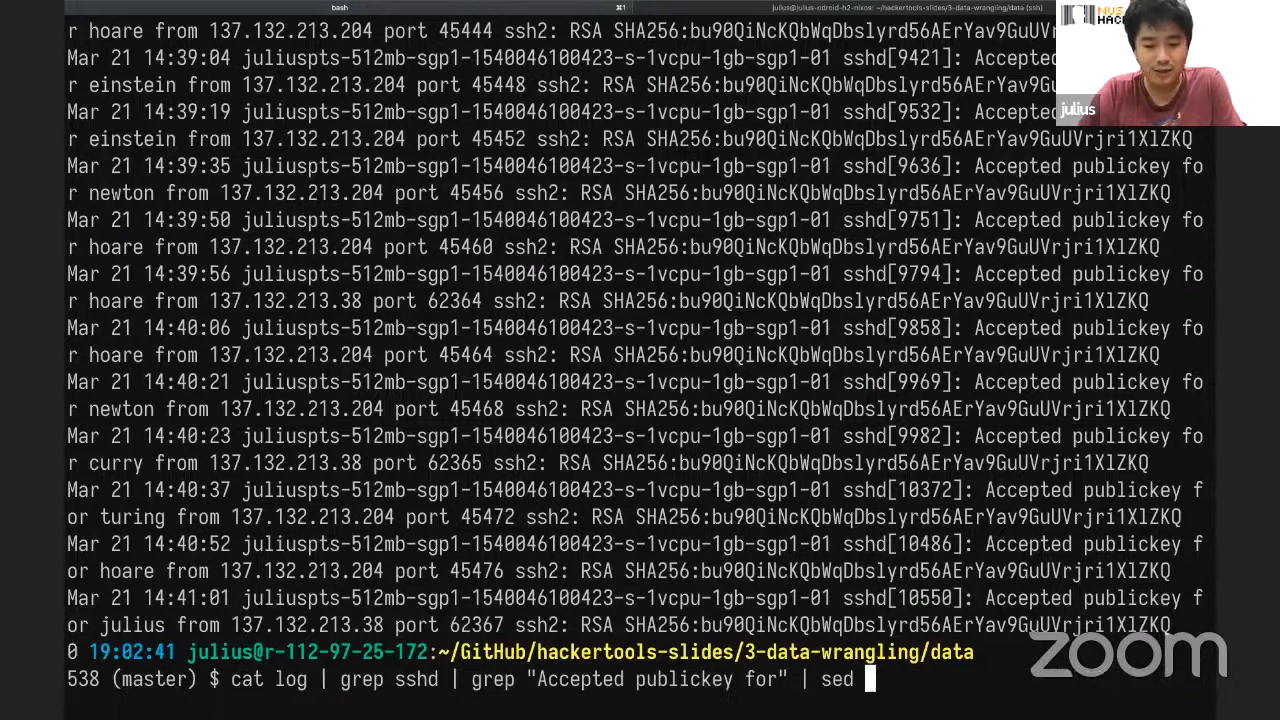 bash
⌘1
julius@julius-odroid-h2-nixos: ~/hackertools-slides/3-data-wrangling/data (ssh)
r hoare from 137.132.213.204 port 45444 ssh2: RSA SHA256:bu90QiNcKQbWqDbslyrd56AErYav9GuUV
Mar 21 14:39:04 juliuspts-512mb-sgp1-1540046100423-s-1vcpu-1gb-sgp1-01 sshd[9421]: Accepted
r einstein from 137.132.213.204 port 45448 ssh2: RSA SHA256:bu90QiNcKQbWqDbslyrd56AErYav9Gu
Mar 21 14:39:19 juliuspts-512mb-sgp1-1540046100423-s-1vcpu-1gb-sgp1-01 sshd[9532]: Accepted
r einstein from 137.132.213.204 port 45452 ssh2: RSA SHA256:bu90QiNcKQbWqDbslyrd56AErYav9GuUVrjri1XlZKQ
Mar 21 14:39:35 juliuspts-512mb-sgp1-1540046100423-s-1vcpu-1gb-sgp1-01 sshd[9636]: Accepted publickey fo
r newton from 137.132.213.204 port 45456 ssh2: RSA SHA256:bu90QiNcKQbWqDbslyrd56AErYav9GuUVrjri1XlZKQ
Mar 21 14:39:50 juliuspts-512mb-sgp1-1540046100423-s-1vcpu-1gb-sgp1-01 sshd[9751]: Accepted publickey fo
r hoare from 137.132.213.204 port 45460 ssh2: RSA SHA256:bu90QiNcKQbWqDbslyrd56AErYav9GuUVrjri1XlZKQ
Mar 21 14:39:56 juliuspts-512mb-sgp1-1540046100423-s-1vcpu-1gb-sgp1-01 sshd[9794]: Accepted publickey fo
r hoare from 137.132.213.38 port 62364 ssh2: RSA SHA256:bu90QiNcKQbWqDbslyrd56AErYav9GuUVrjri1XlZKQ
Mar 21 14:40:06 juliuspts-512mb-sgp1-1540046100423-s-1vcpu-1gb-sgp1-01 sshd[9858]: Accepted publickey fo
r hoare from 137.132.213.204 port 45464 ssh2: RSA SHA256:bu90QiNcKQbWqDbslyrd56AErYav9GuUVrjri1XlZKQ
Mar 21 14:40:21 juliuspts-512mb-sgp1-1540046100423-s-1vcpu-1gb-sgp1-01 sshd[9969]: Accepted publickey fo
r newton from 137.132.213.204 port 45468 ssh2: RSA SHA256:bu90QiNcKQbWqDbslyrd56AErYav9GuUVrjri1XlZKQ
Mar 21 14:40:23 juliuspts-512mb-sgp1-1540046100423-s-1vcpu-1gb-sgp1-01 sshd[9982]: Accepted publickey fo
r curry from 137.132.213.38 port 62365 ssh2: RSA SHA256:bu90QiNcKQbWqDbslyrd56AErYav9GuUVrjri1XlZKQ
Mar 21 14:40:37 juliuspts-512mb-sgp1-1540046100423-s-1vcpu-1gb-sgp1-01 sshd[10372]: Accepted publickey f
or turing from 137.132.213.204 port 45472 ssh2: RSA SHA256:bu90QiNcKQbWqDbslyrd56AErYav9GuUVrjri1XlZKQ
Mar 21 14:40:52 juliuspts-512mb-sgp1-1540046100423-s-1vcpu-1gb-sgp1-01 sshd[10486]: Accepted publickey f
or hoare from 137.132.213.204 port 45476 ssh2: RSA SHA256:bu90QiNcKQbWqDbslyrd56AErYav9GuUVrjri1XlZKQ
Mar 21 14:41:01 juliuspts-512mb-sgp1-1540046100423-s-1vcpu-1gb-sgp1-01 sshd[10550]: Accepted publickey f
or julius from 137.132.213.38 port 62367 ssh2: RSA SHA256:bu90QiNcKQbWqDbslyrd56AErYav9GuUVrjri1XlZKQ
0 19:02:41 julius@r-112-97-25-172:~/GitHub/hackertools-slides/3-data-wrangling/data
538 (master) $ cat log | grep sshd | grep "Accepted publickey for" | sed
NUS
HACK
julius
zoom